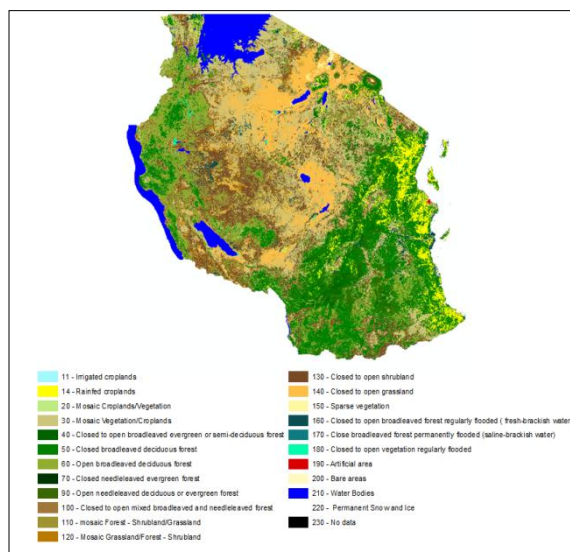 11 - Irrigated croplands
14 - Rainfed croplands
20 - Mosaic Croplands/Vegetation
30 - Mosaic Vegetation/Croplands
40 - Closed to open broadleaved evergreen or semi-deciduous forest
50 - Closed broadleaved deciduous forest
60 - Open broadleaved deciduous forest
70 - Closed needleleaved evergreen forest
90 - Open needleleaved deciduous or evergreen forest
100 - Closed to open mixed broadleaved and needleleaved forest
110 - mosaic Forest - Shrubland/Grassland
120 - Mosaic Grassland/Forest - Shrubland
130 - Closed to open shrubland
140 - Closed to open grassland
150 - Sparse vegetation
160 - Closed to open broadleaved forest regularly flooded ( fresh-brackish water
170 - Close broadleaved forest permanently flooded (saline-brackish water)
180 - Closed to open vegetation regularly flooded
190 - Artificial area
200 - Bare areas
210 - Water Bodies
220 - Permanent Snow and Ice
230 - No data